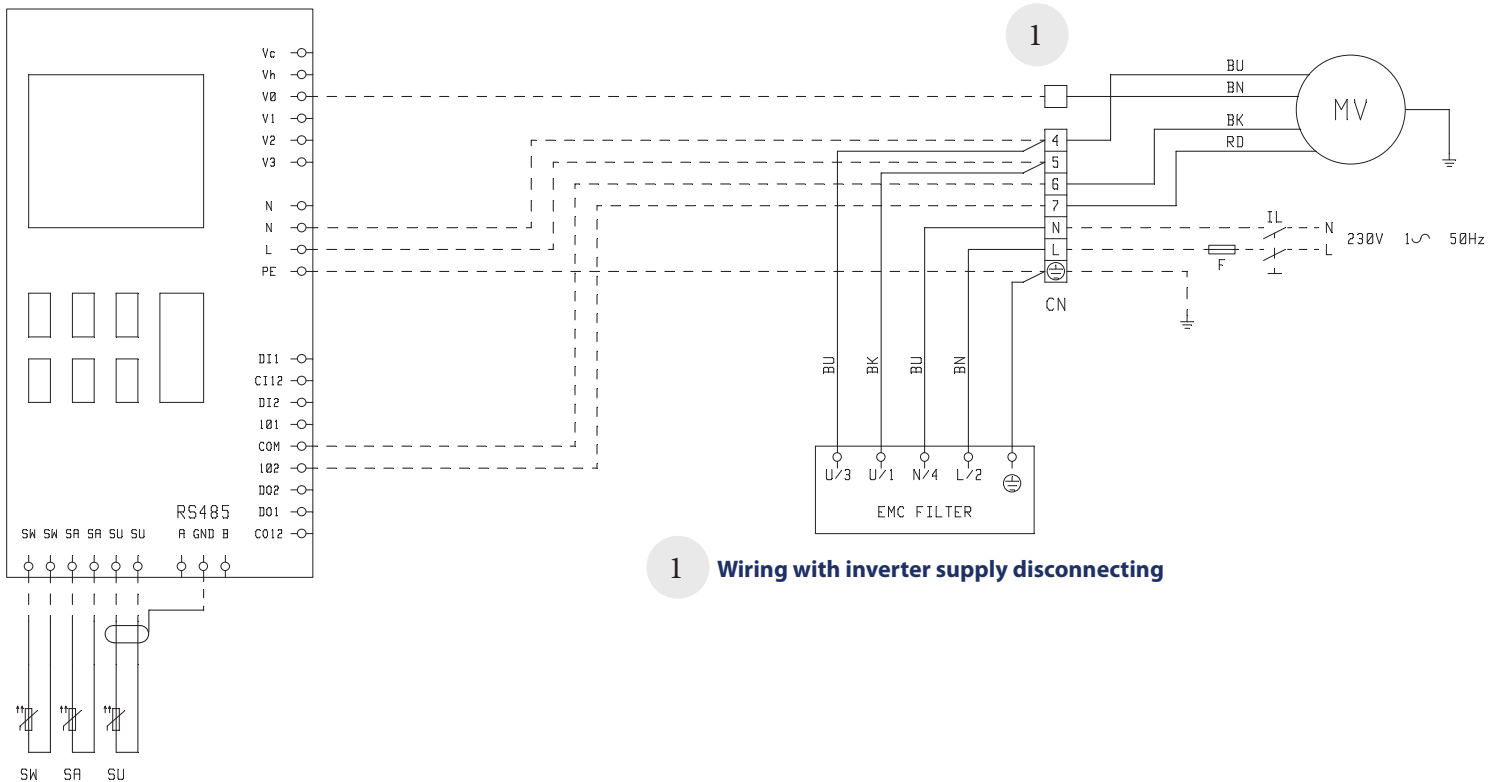 1
Vc
Vh
V0
V1
V2
V3
N
N
L
PE
DI1
CI12
DI2
101
COM
102
DO2
DO1
CO12
RS485
SW SW SA SA SU SU A GND B
SW SA SU
BU
BN
BK
RD
MV
4
5
6
7
N
L
CN
IL
N
L
F
230V 1 50Hz
BU BK BU BN
U/3 U/1 N/4 L/2
EMC FILTER
1 Wiring with inverter supply disconnecting